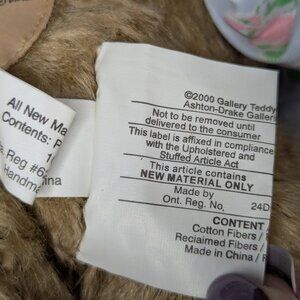 All New Ma
Contents: P
1
Reg #6
Handma
ina
©2000 Gallery Teddy
Ashton-Drake Galleri
Not to be removed until
delivered to the consumer
This label is affixed in compliance
with the Upholstered and
Stuffed Article Act
This article contains
NEW MATERIAL ONLY
Made by
Ont. Reg. No. 24D
CONTENT
Cotton Fibers /
Reclaimed Fibers /
Made in China /